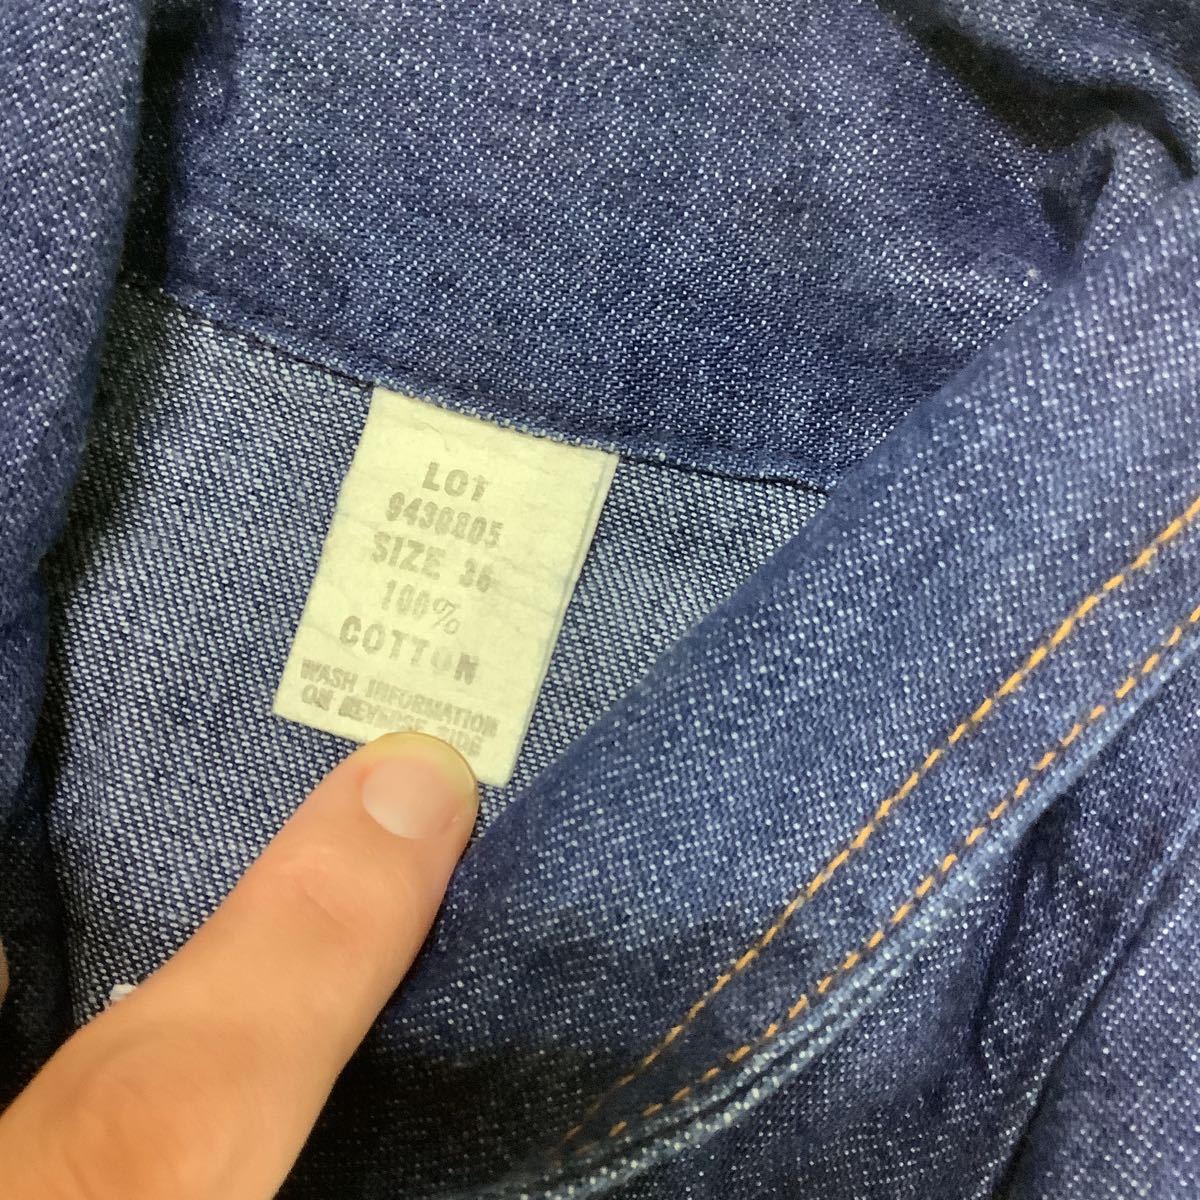 LOT
9430805
SIZE 36
100%
COTTON
WASH INFORMATION
ON REVERSE SIDE